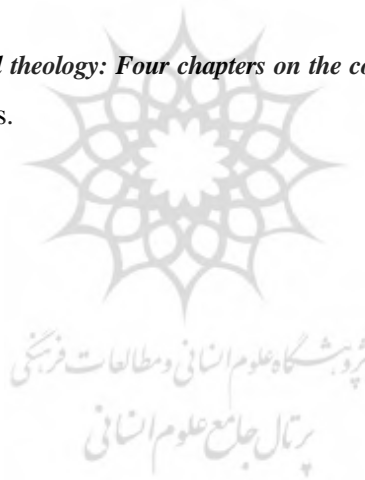 l theology: Four chapters on the co
s.
پژوهشگاه علوم انسانی و مطالعات فرهنگی
پرتال جامع علوم انسانی